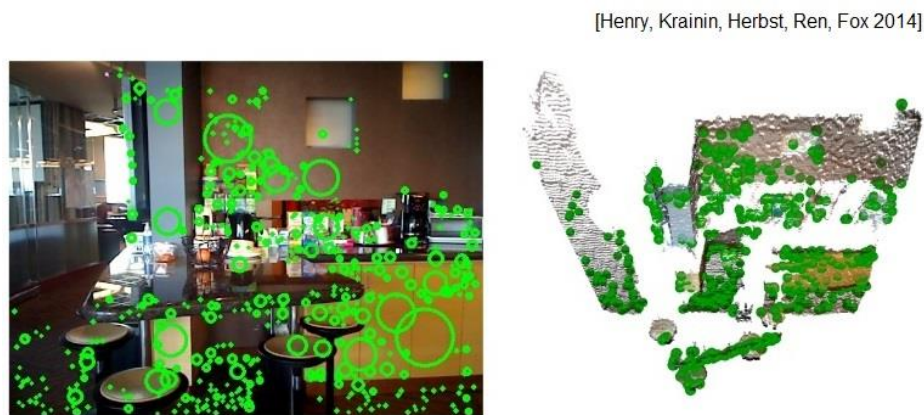 [Henry, Krainin, Herbst, Ren, Fox 2014]